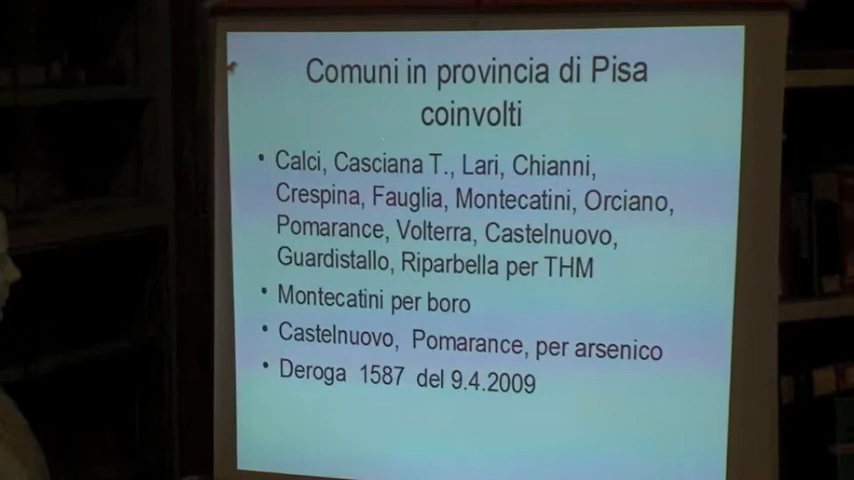 Comuni in provincia di Pisa
coinvolti
• Calci, Casciana T., Lari, Chianni,
Crespina, Fauglia, Montecatini, Orciano,
Pomarance, Volterra, Castelnuovo,
Guardistallo, Riparbella per THM
• Montecatini per boro
• Castelnuovo, Pomarance, per arsenico
• Deroga 1587 del 9.4.2009